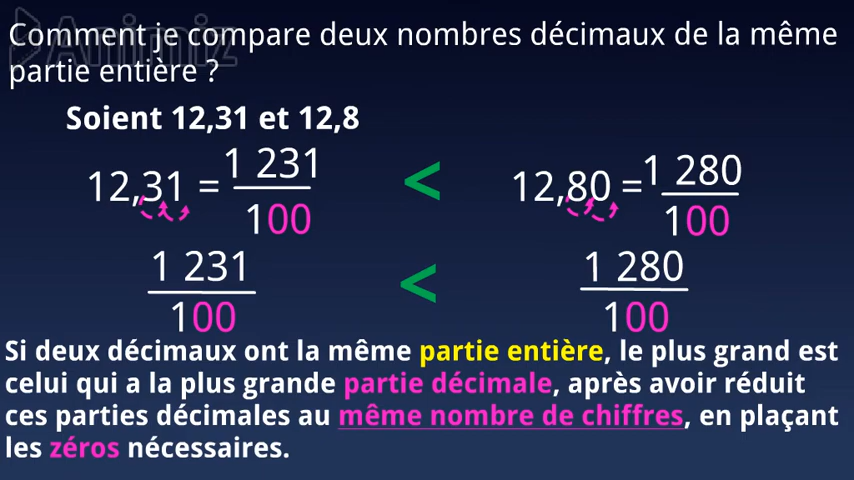 Animiz
Comment je compare deux nombres décimaux de la même
partie entière ?
Soient 12,31 et 12,8
12,31 = 1 231/100 < 12,80 = 1 280/100
1 231/100 < 1 280/100
Si deux décimaux ont la même partie entière, le plus grand est
celui qui a la plus grande partie décimale, après avoir réduit
ces parties décimales au même nombre de chiffres, en plaçant
les zéros nécessaires.